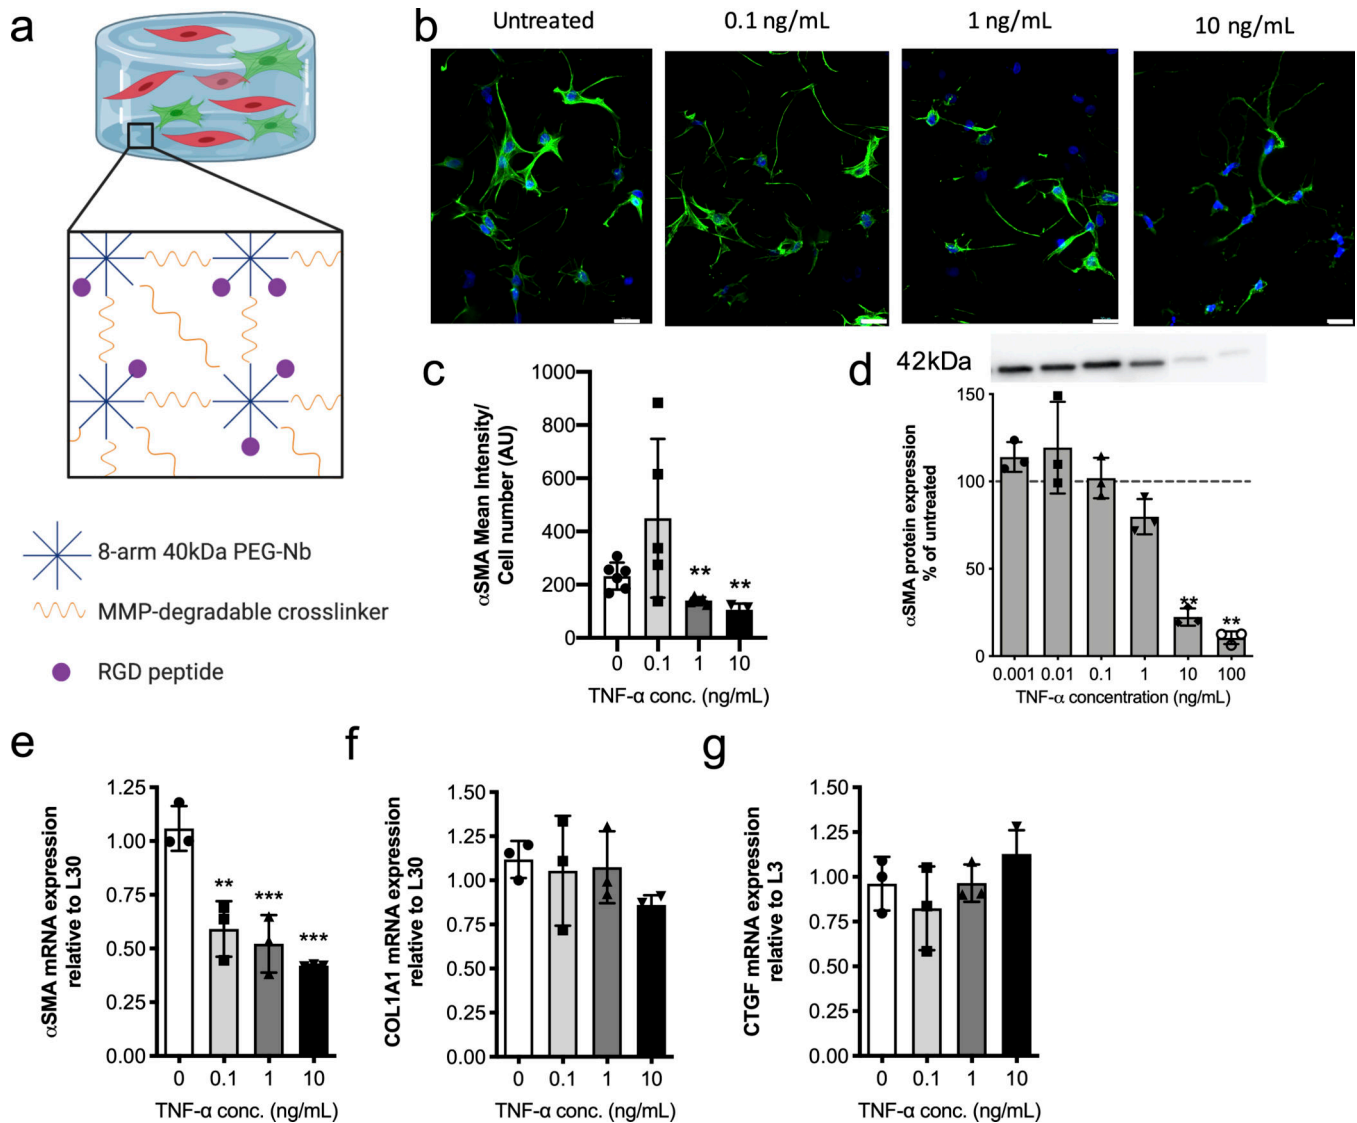 a
8-arm 40kDa PEG-Nb
MMP-degradable crosslinker
RGD peptide
b
Untreated
0.1 ng/mL
1 ng/mL
10 ng/mL
c
αSMA Mean Intensity/
Cell number (AU)
1000
800
600
400
200
0
**
**
0
0.1
1
10
TNF-α conc. (ng/mL)
d
42kDa
αSMA protein expression
% of untreated
150
100
50
0
**
**
0.001
0.01
0.1
1
10
100
TNF-α concentration (ng/mL)
e
αSMA mRNA expression
relative to L30
1.25
1.00
0.75
0.50
0.25
0.00
**
***
***
0
0.1
1
10
TNF-α conc. (ng/mL)
f
COL1A1 mRNA expression
relative to L30
1.50
1.25
1.00
0.75
0.50
0.25
0.00
0
0.1
1
10
TNF-α conc. (ng/mL)
g
CTGF mRNA expression
relative to L3
1.50
1.25
1.00
0.75
0.50
0.25
0.00
0
0.1
1
10
TNF-α conc. (ng/mL)